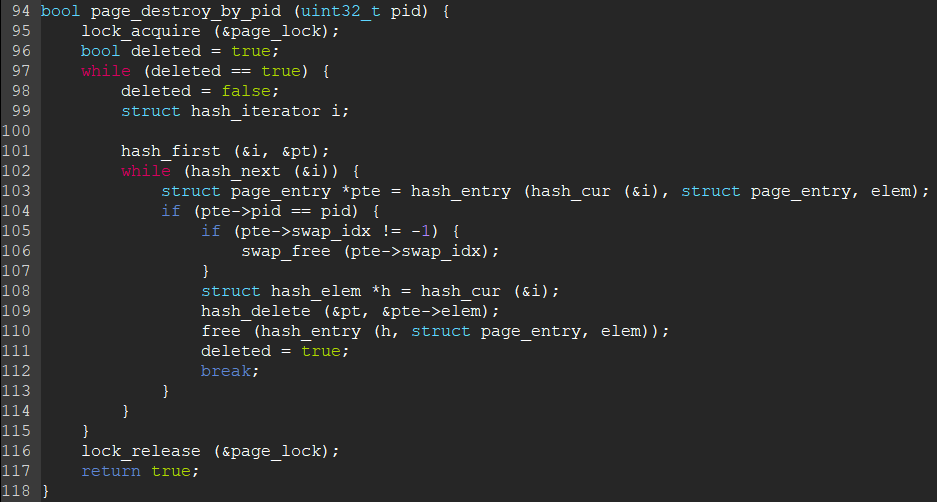 94 bool page_destroy_by_pid (uint32_t pid) {
95     lock_acquire (&page_lock);
96     bool deleted = true;
97     while (deleted == true) {
98         deleted = false;
99         struct hash_iterator i;
100
101         hash_first (&i, &pt);
102         while (hash_next (&i)) {
103             struct page_entry *pte = hash_entry (hash_cur (&i), struct page_entry, elem);
104             if (pte->pid == pid) {
105                 if (pte->swap_idx != -1) {
106                     swap_free (pte->swap_idx);
107                 }
108                 struct hash_elem *h = hash_cur (&i);
109                 hash_delete (&pt, &pte->elem);
110                 free (hash_entry (h, struct page_entry, elem));
111                 deleted = true;
112                 break;
113             }
114         }
115     }
116     lock_release (&page_lock);
117     return true;
118 }